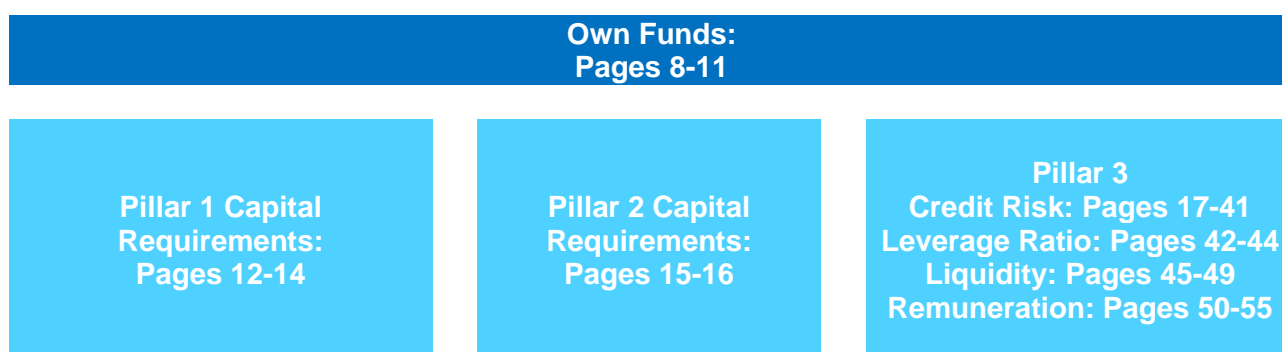 Own Funds:
Pages 8-11
Pillar 1 Capital
Requirements:
Pages 12-14
Pillar 2 Capital
Requirements:
Pages 15-16
Pillar 3
Credit Risk: Pages 17-41
Leverage Ratio: Pages 42-44
Liquidity: Pages 45-49
Remuneration: Pages 50-55